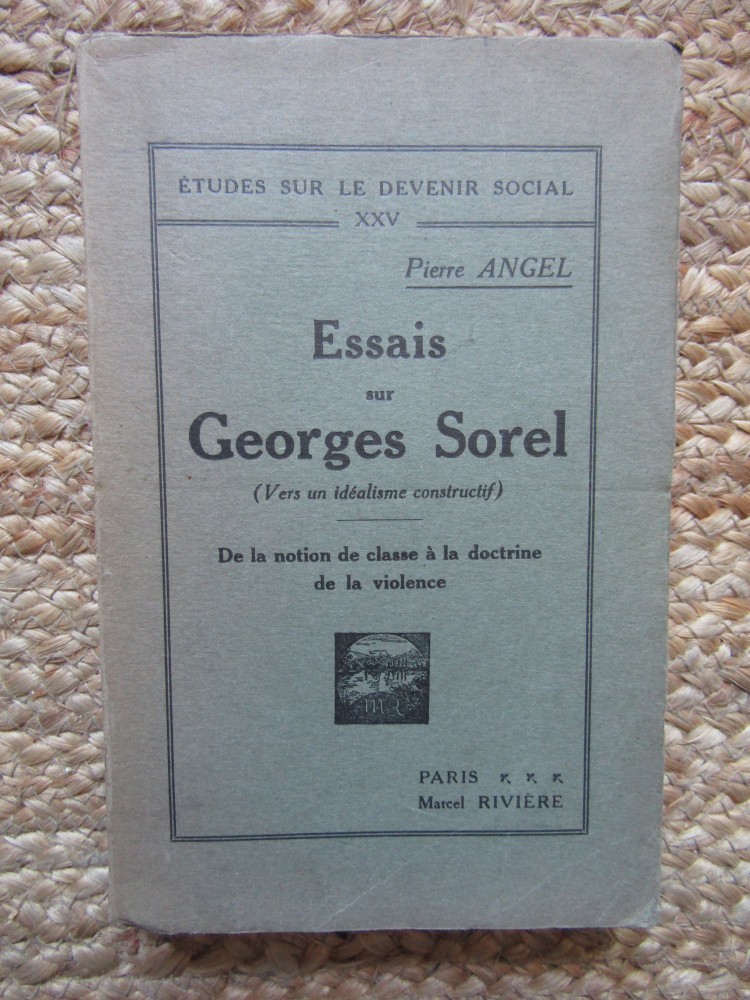 ÉTUDES SUR LE DEVENIR SOCIAL
XXV
Pierre ANGEL
Essais
sur
Georges Sorel
(Vers un idéalisme constructif)
De la notion de classe à la doctrine
de la violence
MR
PARIS
Marcel RIVIÈRE